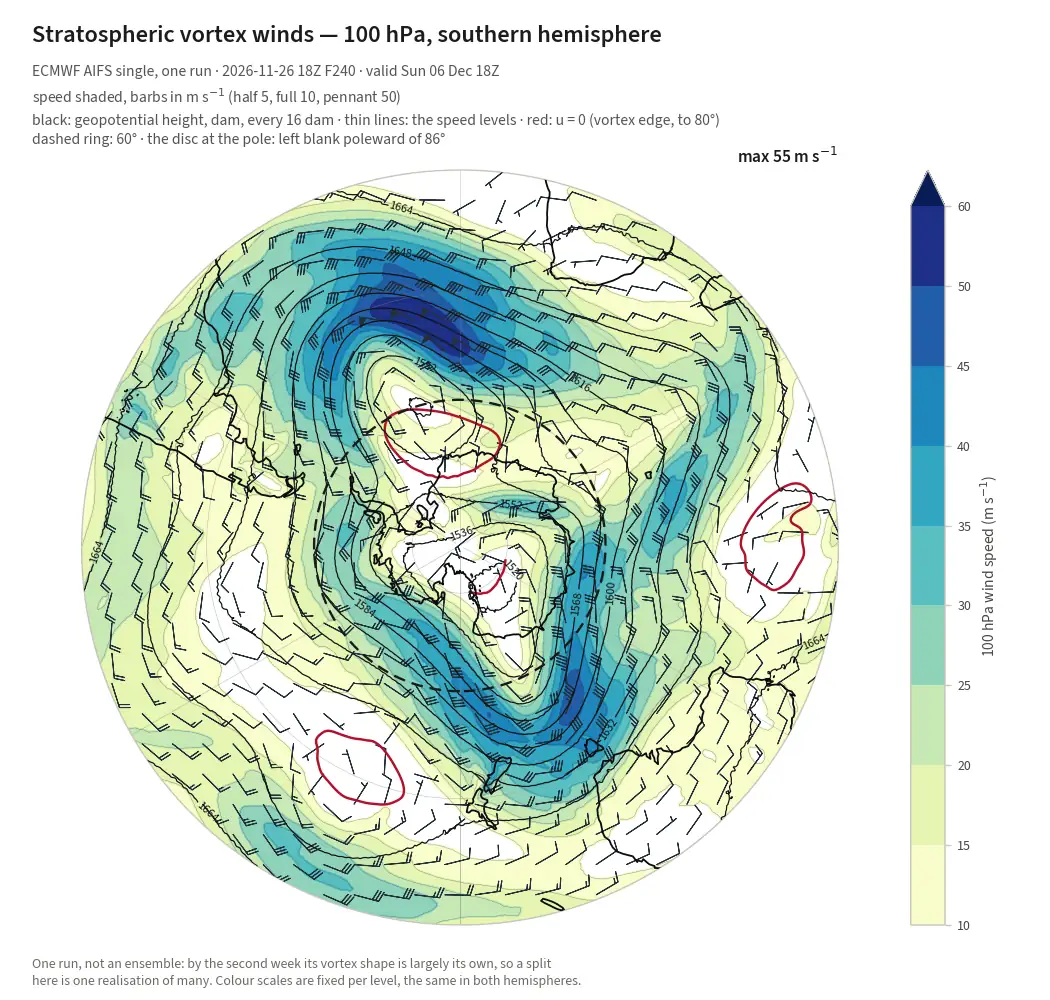 Stratospheric vortex winds — 100 hPa, southern hemisphere
ECMWF AIFS single, one run · 2026-11-26 18Z F240 · valid Sun 06 Dec 18Z
speed shaded, barbs in m s⁻¹ (half 5, full 10, pennant 50)
black: geopotential height, dam, every 16 dam · thin lines: the speed levels · red: u = 0 (vortex edge, to 80°)
dashed ring: 60° · the disc at the pole: left blank poleward of 86°
max 55 m s⁻¹
1664
1648
1616
1552
1536
1520
1664
1568
1600
1584
1664
1632
1664
60
50
45
40
35
30
25
20
15
10
100 hPa wind speed (m s⁻¹)
One run, not an ensemble: by the second week its vortex shape is largely its own, so a split
here is one realisation of many. Colour scales are fixed per level, the same in both hemispheres.